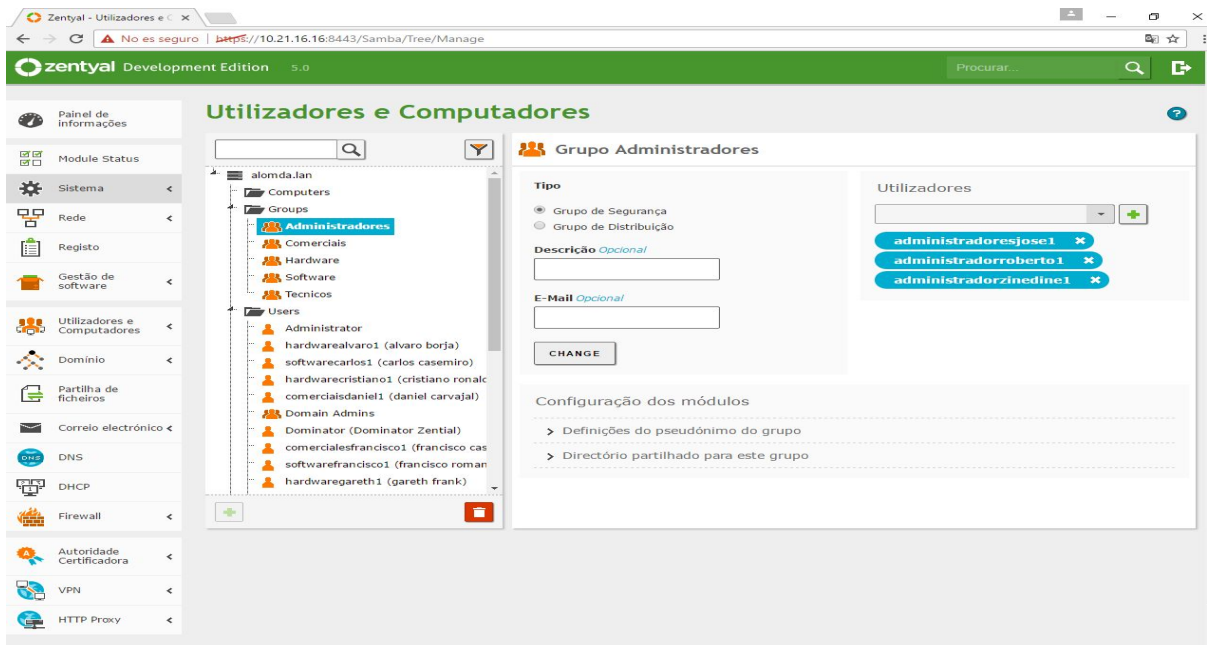 Zentyal - Utilizadores e C
No es seguro | https://10.21.16.16:8443/Samba/Tree/Manage
zentyal Development Edition 5.0
Procurar...
Painel de
informações
Module Status
Sistema
Rede
Registo
Gestão de
software
Utilizadores e
Computadores
Domínio
Partilha de
ficheiros
Correio electrónico
DNS
DNS
DHCP
Firewall
Autoridade
Certificadora
VPN
HTTP Proxy
Utilizadores e Computadores
alomda.lan
Computers
Groups
Administradores
Comerciais
Hardware
Software
Tecnicos
Users
Administrator
hardwarealvaro1 (alvaro borja)
softwarecarlos1 (carlos casemiro)
hardwarecristiano1 (cristiano ronald
comerciaisdaniel1 (daniel carvajal)
Domain Admins
Dominator (Dominator Zential)
comercialesfrancisco1 (francisco cas
softwarefrancisco1 (francisco roman
hardwaregareth1 (gareth frank)
Grupo Administradores
Tipo
Grupo de Segurança
Grupo de Distribuição
Descrição Opcional
E-Mail Opcional
CHANGE
Utilizadores
administradoresjose1
administradorroberto1
administradorzinedine1
Configuração dos módulos
Definições do pseudónimo do grupo
Directório partilhado para este grupo